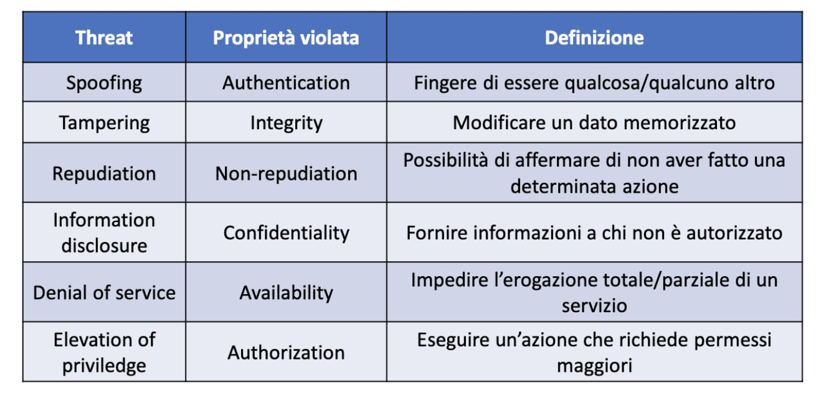 Threat Proprietà violata Definizione
Spoofing Authentication Fingere di essere qualcosa/qualcuno altro
Tampering Integrity Modificare un dato memorizzato
Repudiation Non-repudiation Possibilità di affermare di non aver fatto una
determinata azione
Information
disclosure Confidentiality Fornire informazioni a chi non è autorizzato
Denial of service Availability Impedire l'erogazione totale/parziale di un
servizio
Elevation of
priviledge Authorization Eseguire un'azione che richiede permessi
maggiori